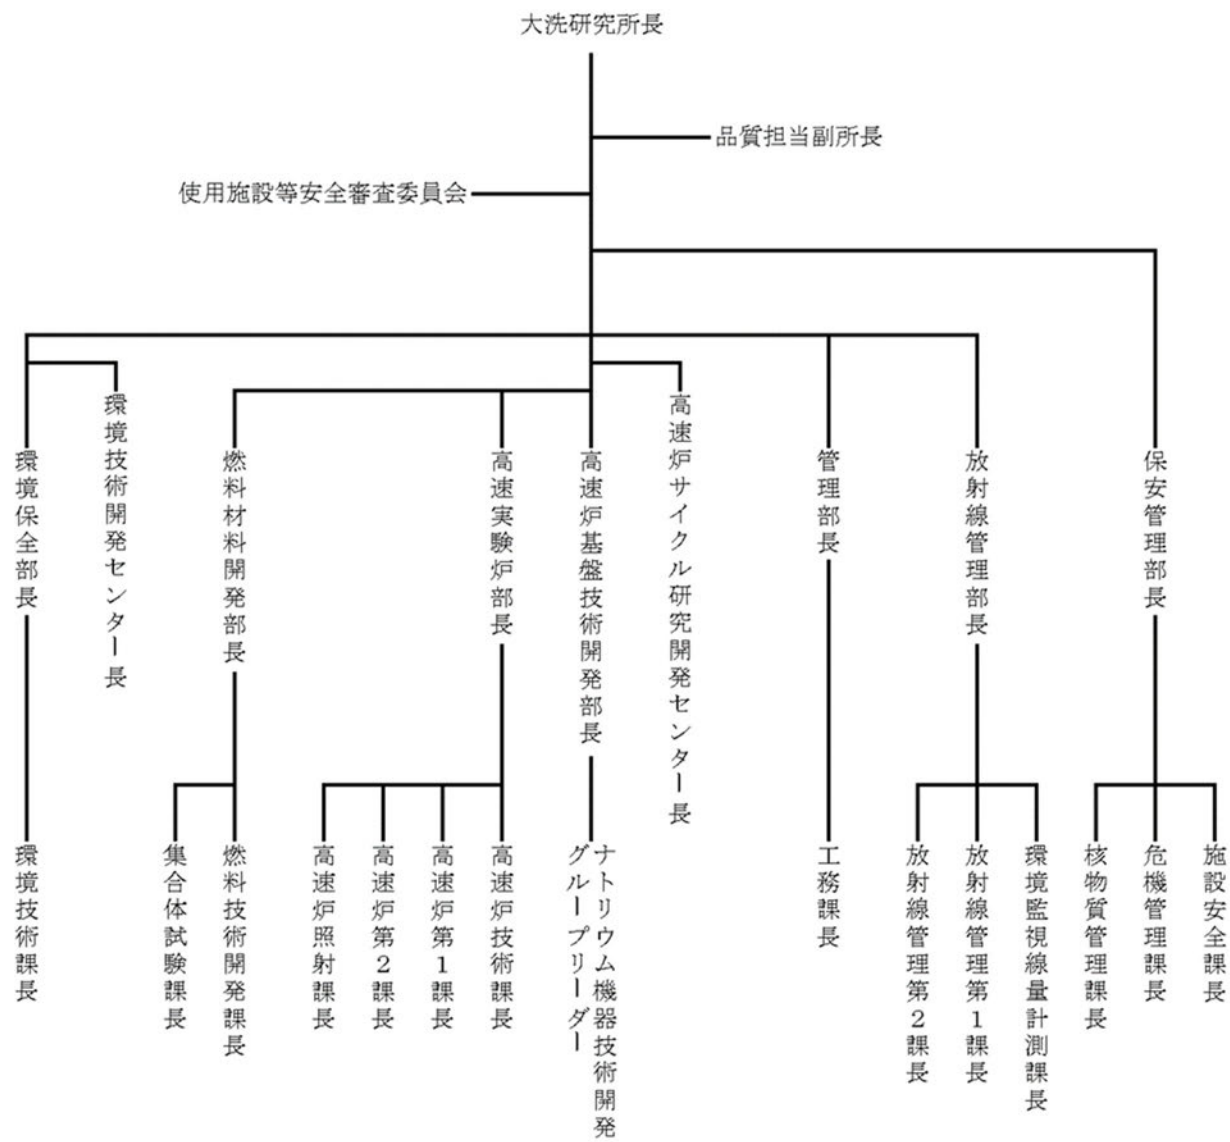 大洗研究所長
品質担当副所長
使用施設等安全審査委員会
保安管理部長
放射線管理部長
管理部長
高速炉サイクル研究開発センター長
高速炉基盤技術開発部長
高速実験炉部長
燃料材料開発部長
環境技術開発センター長
環境保全部長
施設安全課長
危機管理課長
核物質管理課長
環境監視線量計測課長
放射線管理第1課長
放射線管理第2課長
工務課長
ナトリウム機器技術開発
グループリーダー
高速炉技術課長
高速炉第1課長
高速炉第2課長
高速炉照射課長
燃料技術開発課長
集合体試験課長
環境技術課長